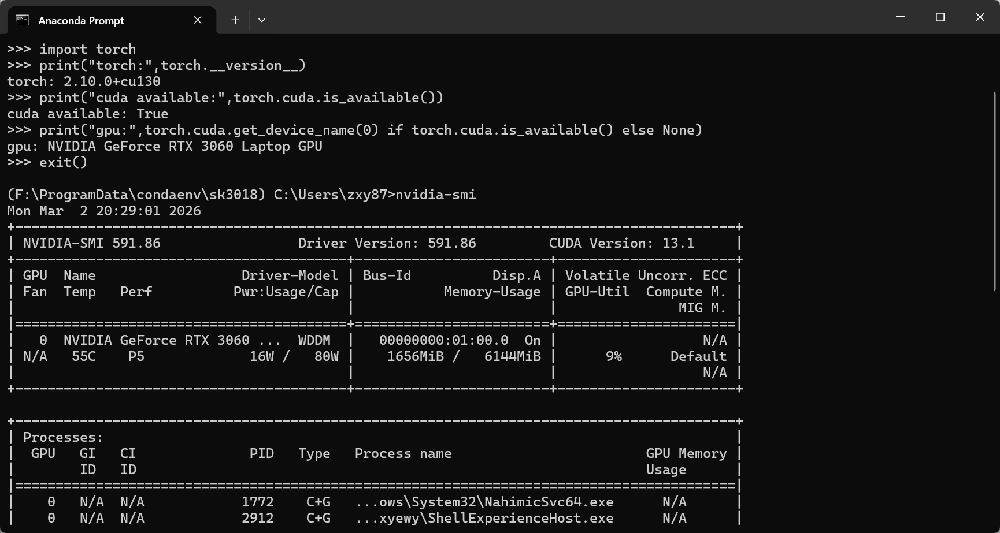 Anaconda Prompt
>>> import torch
>>> print("torch:",torch.__version__)
torch: 2.10.0+cu130
>>> print("cuda available:",torch.cuda.is_available())
cuda available: True
>>> print("gpu:",torch.cuda.get_device_name(0) if torch.cuda.is_available() else None)
gpu: NVIDIA GeForce RTX 3060 Laptop GPU
>>> exit()

(F:\ProgramData\condaenv\sk3018) C:\Users\zxy87>nvidia-smi
Mon Mar  2 20:29:01 2026
+-----------------------------------------------------------------------------------------+
| NVIDIA-SMI 591.86                 Driver Version: 591.86         CUDA Version: 13.1     |
+-----------------------------------------+------------------------+----------------------+
| GPU  Name                  Driver-Model | Bus-Id          Disp.A | Volatile Uncorr. ECC |
| Fan  Temp   Perf          Pwr:Usage/Cap |           Memory-Usage | GPU-Util  Compute M. |
|                                         |                        |               MIG M. |
|=========================================+========================+======================|
|   0  NVIDIA GeForce RTX 3060 ...  WDDM  |   00000000:01:00.0  On |                  N/A |
| N/A   55C    P5             16W /   80W |    1656MiB /   6144MiB |      9%      Default |
|                                         |                        |                  N/A |
+-----------------------------------------+------------------------+----------------------+

+-----------------------------------------------------------------------------------------+
| Processes:                                                                              |
|  GPU   GI   CI              PID   Type   Process name                        GPU Memory |
|        ID   ID                                                               Usage      |
|=========================================================================================|
|    0   N/A  N/A            1772    C+G   ...ows\System32\NahimicSvc64.exe      N/A      |
|    0   N/A  N/A            2912    C+G   ...xyewy\ShellExperienceHost.exe      N/A      |